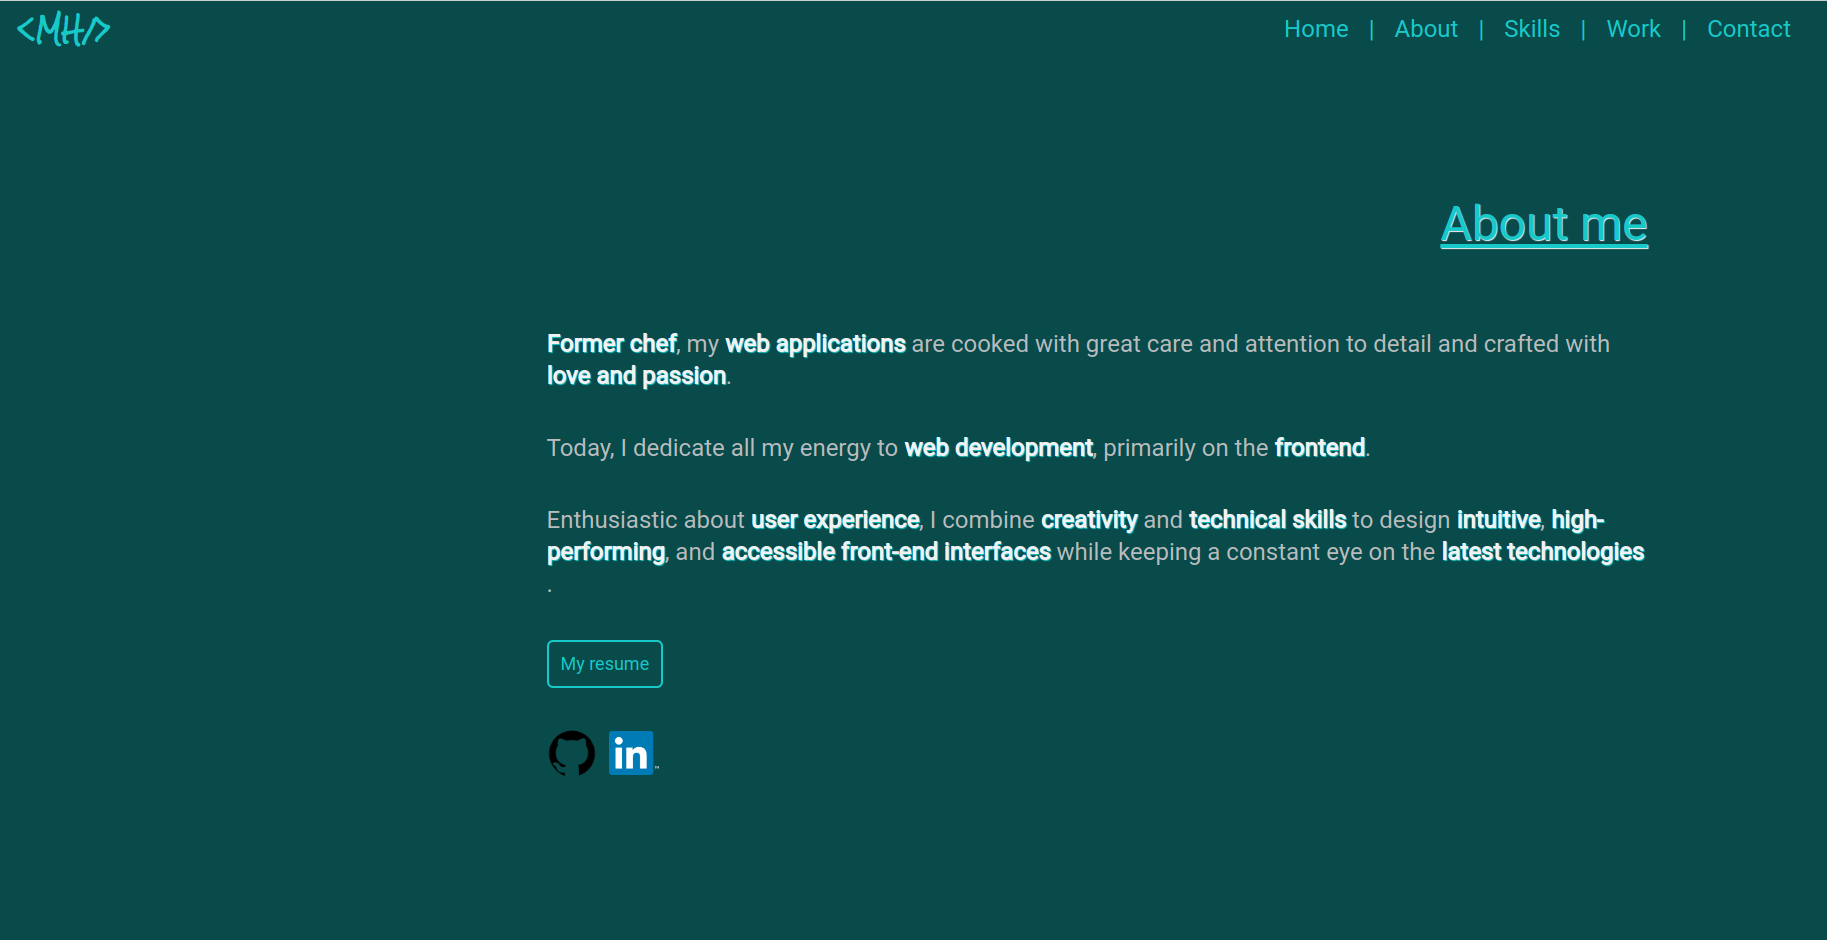 <MH/>
Home | About | Skills | Work | Contact
About me
Former chef, my web applications are cooked with great care and attention to detail and crafted with
love and passion.
Today, I dedicate all my energy to web development, primarily on the frontend.
Enthusiastic about user experience, I combine creativity and technical skills to design intuitive, high-
performing, and accessible front-end interfaces while keeping a constant eye on the latest technologies
.
My resume
in